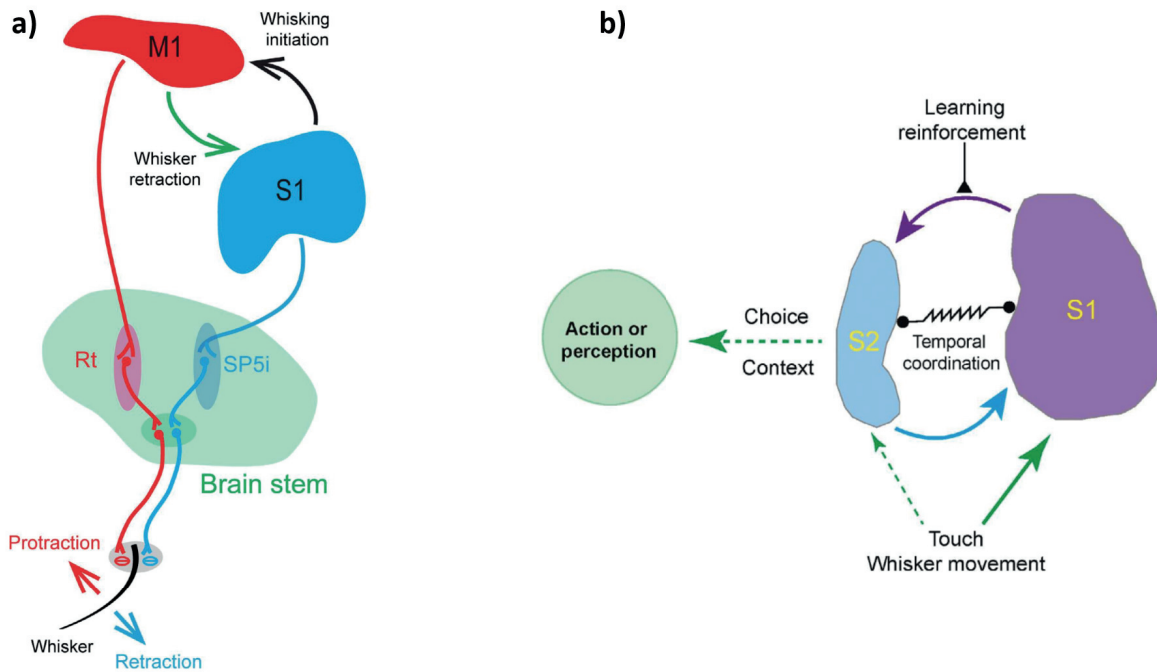 a)
M1
Whisking
initiation
Whisker
retraction
S1
Rt
SP5i
Brain stem
Protraction
Whisker
Retraction
b)
Learning
reinforcement
Action or
perception
Choice
Context
S2
Temporal
coordination
S1
Touch
Whisker movement